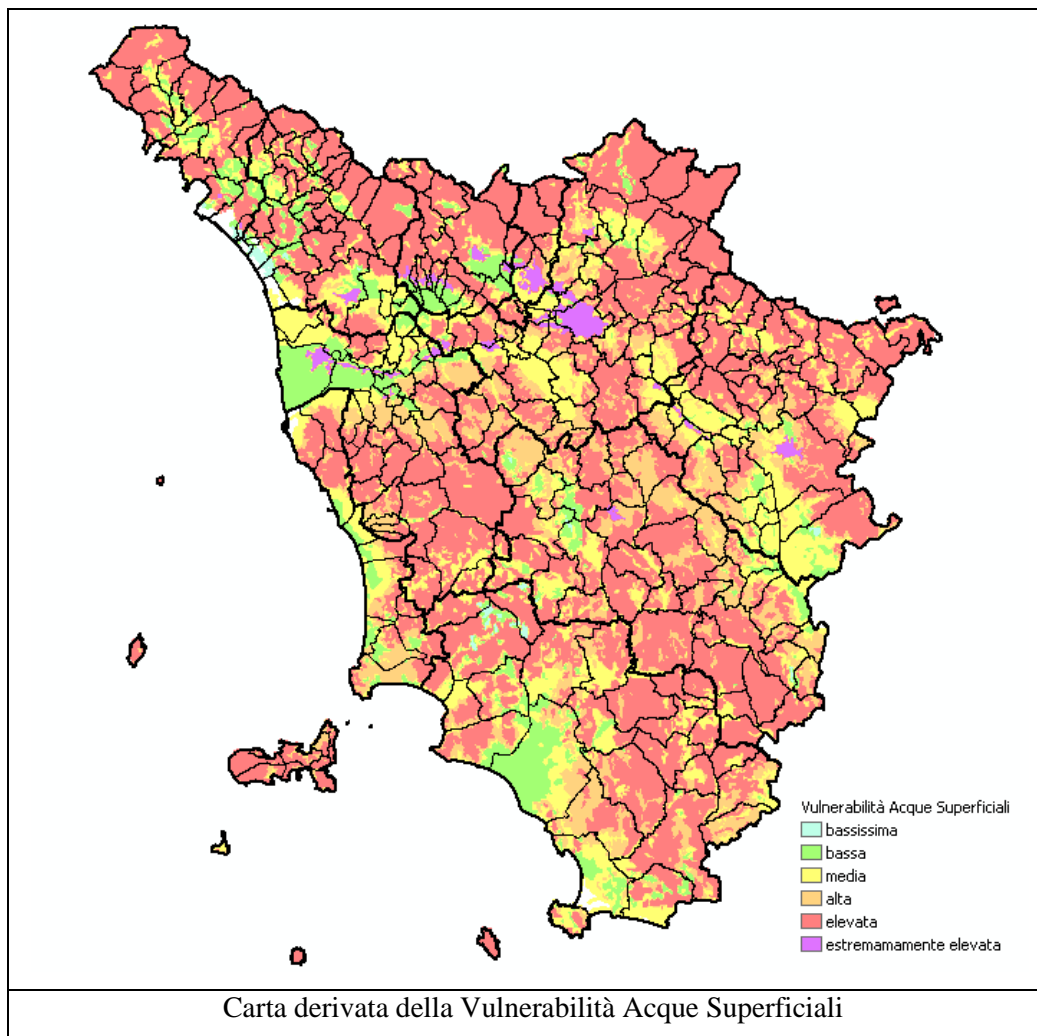 Vulnerabilità Acque Superficiali
bassissima
bassa
media
alta
elevata
estremamamente elevata
Carta derivata della Vulnerabilità Acque Superficiali